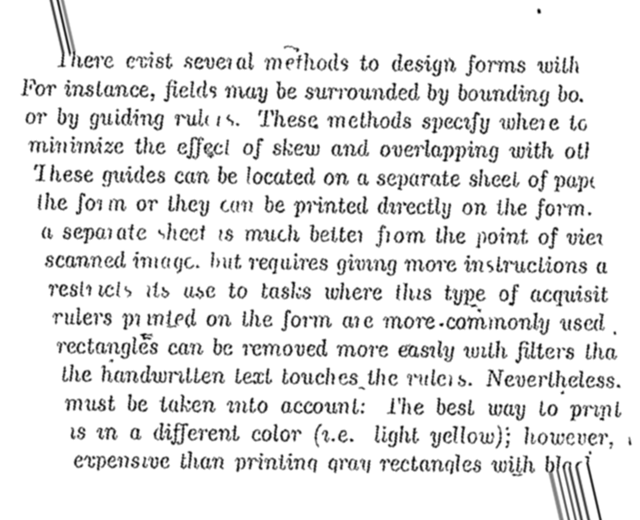 There exist several methods to design forms with
For instance, fields may be surrounded by bounding bo.
or by guiding rulers. These methods specify where to
minimize the effect of skew and overlapping with oth
These guides can be located on a separate sheet of pape
the form or they can be printed directly on the form.
a separate sheet is much better from the point of view
scanned image. but requires giving more instructions a
restricts its use to tasks where this type of acquisit
rulers printed on the form are more commonly used.
rectangles can be removed more easily with filters tha
the handwritten text touches the rulers. Nevertheless.
must be taken into account: The best way to print
is in a different color (i.e. light yellow); however,
expensive than printing gray rectangles with black